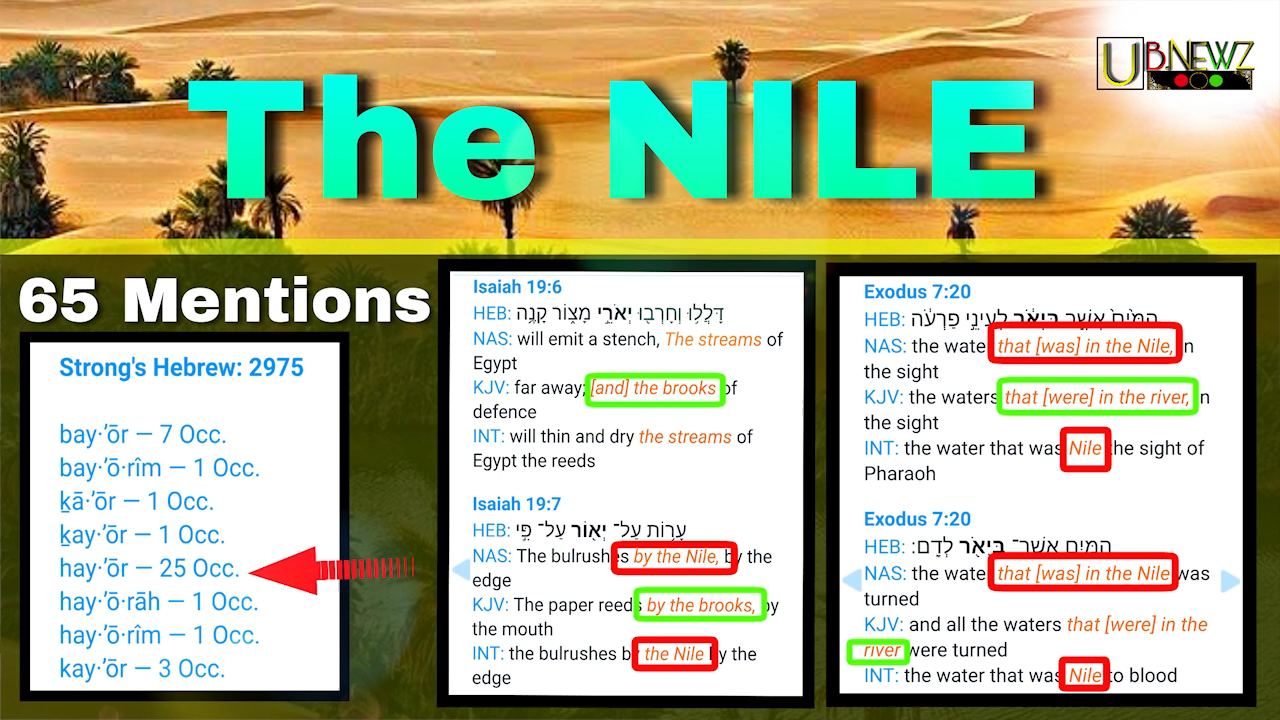 The NILE
UB.NEWZ
65 Mentions
Strong's Hebrew: 2975
bay·’ōr — 7 Occ.
bay·’ō·rîm — 1 Occ.
ḵā·’ōr — 1 Occ.
ḵay·’ōr — 1 Occ.
hay·’ōr — 25 Occ.
hay·’ō·rāh — 1 Occ.
hay·’ō·rîm — 1 Occ.
kay·’ōr — 3 Occ.
Isaiah 19:6
HEB: דָּלֲל֥וּ וְחָרְב֖וּ יְאֹרֵ֣י מָצ֑וֹר קָנֶ֥ה
NAS: will emit a stench, The streams of
Egypt
KJV: far away; [and] the brooks of
defence
INT: will thin and dry the streams of
Egypt the reeds
Isaiah 19:7
HEB: עָר֥וֹת עַל־ יְא֖וֹר עַל־ פִּ֣י
NAS: The bulrushes by the Nile, by the
edge
KJV: The paper reeds by the brooks, by
the mouth
INT: the bulrushes by the Nile by the
edge
Exodus 7:20
HEB: הַמַּ֙יִם֙ אֲשֶׁ֣ר בַּיְאֹ֔ר לְעֵינֵ֣י פַרְעֹ֔ה
NAS: the water that [was] in the Nile, in
the sight
KJV: the waters that [were] in the river, in
the sight
INT: the water that was Nile the sight of
Pharaoh
Exodus 7:20
HEB: הַמַּ֥יִם אֲשֶׁר־ בַּיְאֹ֖ר לְדָֽם׃
NAS: the water that [was] in the Nile was
turned
KJV: and all the waters that [were] in the
river were turned
INT: the water that was Nile to blood